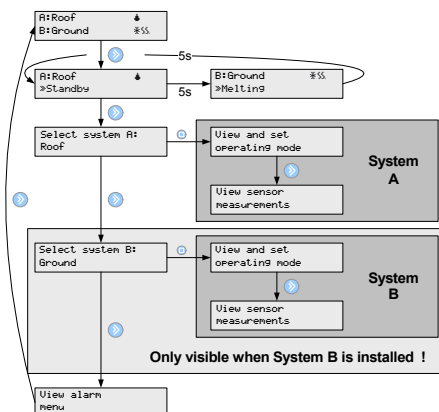 A:Roof
B:Ground
5s
A:Roof
»Standby
5s
B:Ground
»Melting
Select system A:
Roof
View and set
operating mode
System
A
View sensor
measurements
Select system B:
Ground
View and set
operating mode
System
B
View sensor
measurements
Only visible when System B is installed !
View alarm
menu